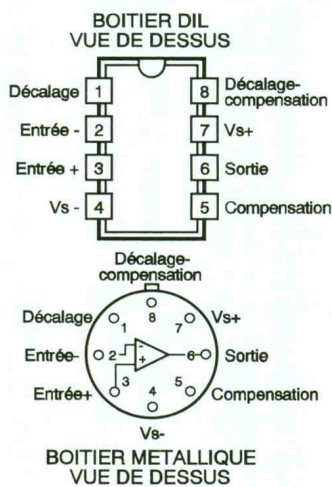 BOITIER DIL
VUE DE DESSUS
Décalage 1 8 Décalage-
compensation
Entrée - 2 7 Vs+
Entrée + 3 6 Sortie
Vs - 4 5 Compensation
Décalage-
compensation
Décalage 1 8 7 Vs+
Entrée- 2 - + 6 Sortie
Entrée+ 3 4 5 Compensation
Vs-
BOITIER METALLIQUE
VUE DE DESSUS